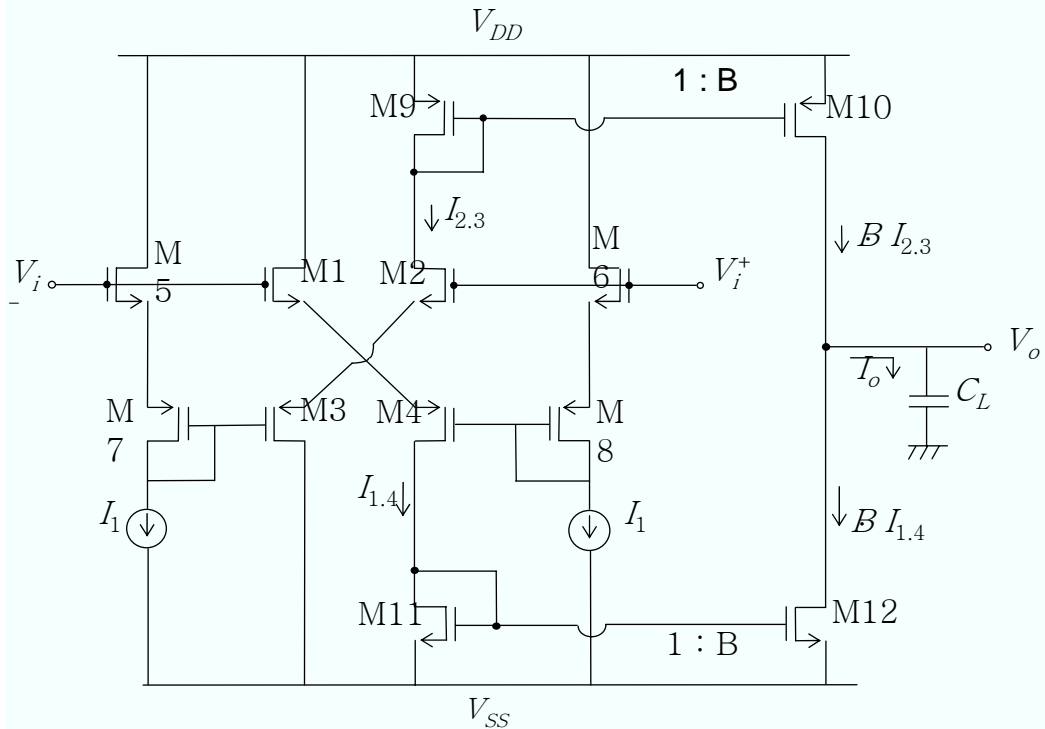 V_DD
1 : B
M9
M10
I_2.3
B I_2.3
M
5
M1
M2
M
6
V_i
-
V_i^+
V_o
I_o
C_L
M
7
M3
M4
M
8
I_1
I_1.4
I_1
B I_1.4
M11
M12
1 : B
V_SS